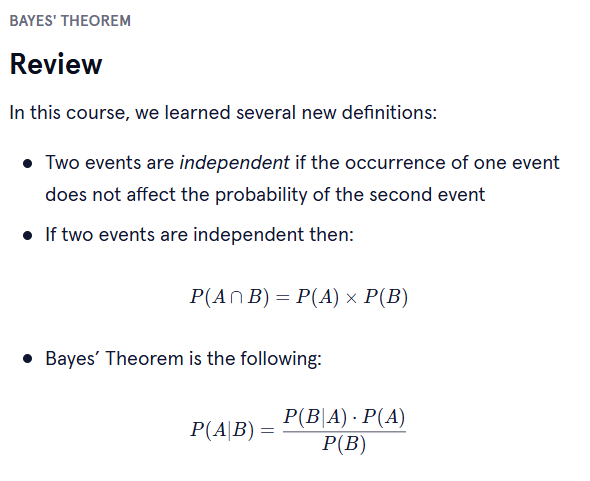 BAYES' THEOREM
Review
In this course, we learned several new definitions:
• Two events are independent if the occurrence of one event
does not affect the probability of the second event
• If two events are independent then:
P(A ∩ B) = P(A) × P(B)
• Bayes’ Theorem is the following:
P(A|B) = P(B|A) · P(A) / P(B)